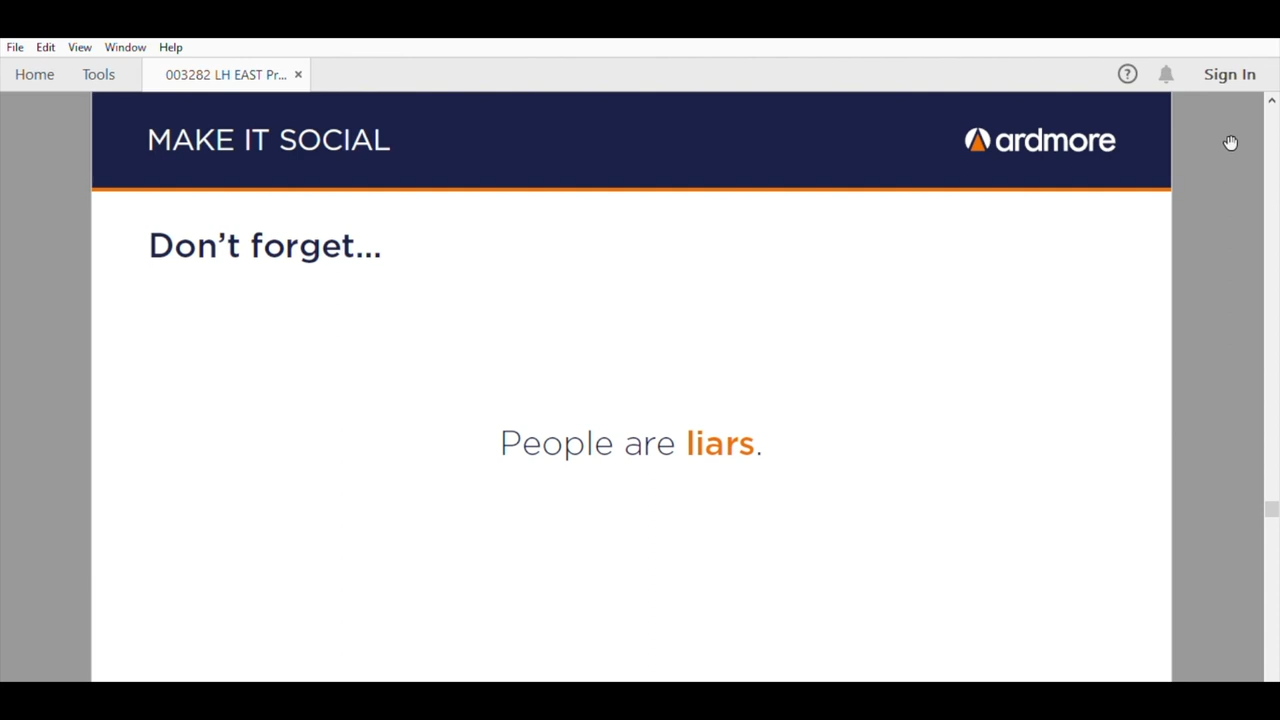 File Edit View Window Help
Home Tools 003282 LH EAST Pr... × ? Sign In
MAKE IT SOCIAL ardmore
Don’t forget...
People are liars.